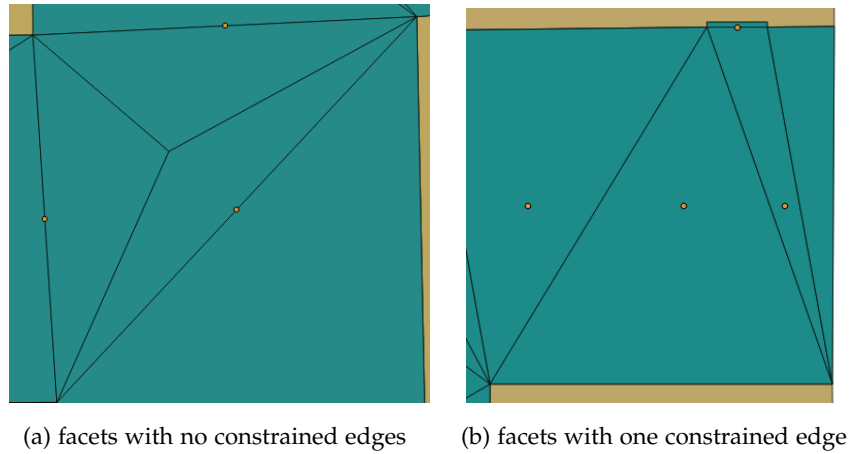 (a) facets with no constrained edges
(b) facets with one constrained edge